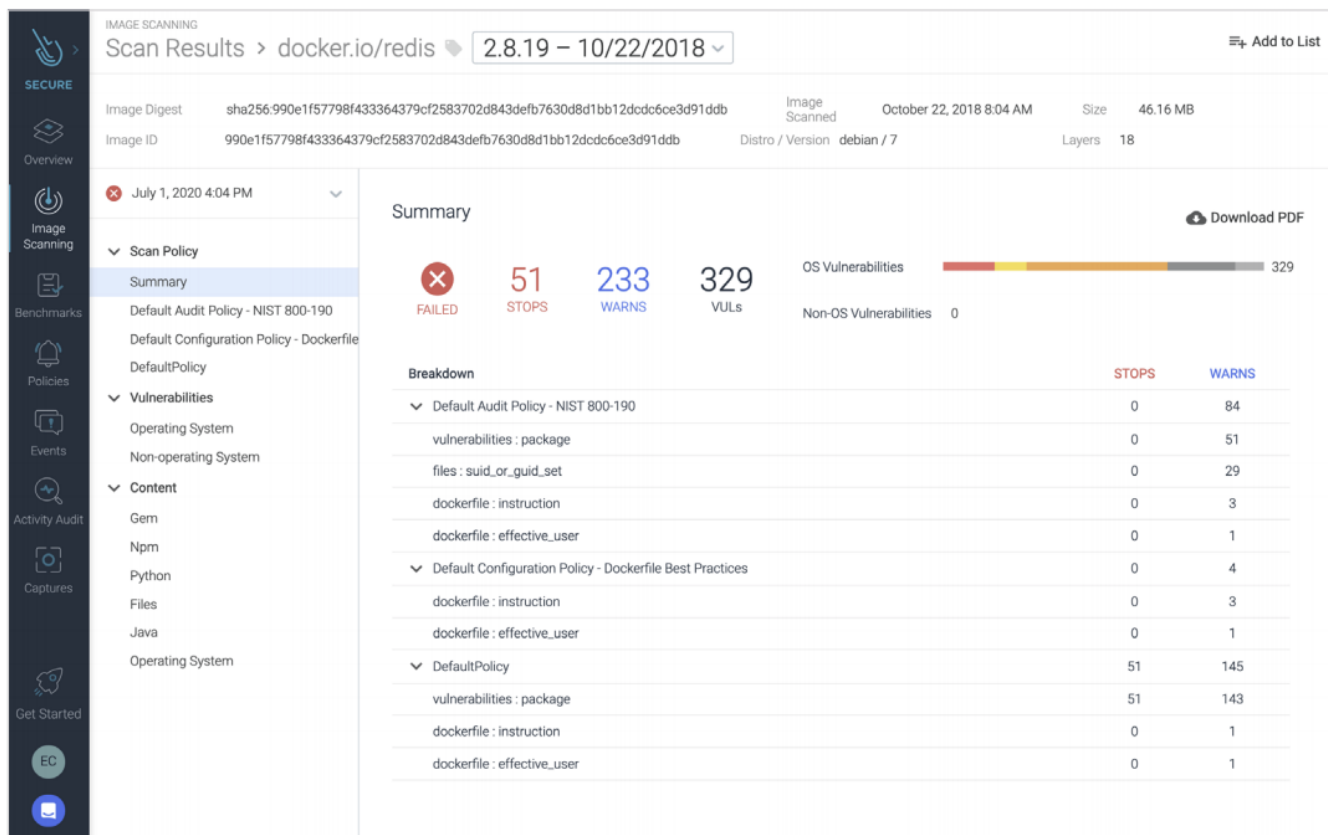 IMAGE SCANNING
Scan Results > docker.io/redis 2.8.19 – 10/22/2018
Add to List
SECURE
Image Digest sha256:990e1f57798f433364379cf2583702d843defb7630d8d1bb12dcdc6ce3d91ddb Image Scanned October 22, 2018 8:04 AM Size 46.16 MB
Image ID 990e1f57798f433364379cf2583702d843defb7630d8d1bb12dcdc6ce3d91ddb Distro / Version debian / 7 Layers 18
Overview
Image
Scanning
Benchmarks
Policies
Events
Activity Audit
Captures
Get Started
EC
July 1, 2020 4:04 PM
Scan Policy
Summary
Default Audit Policy - NIST 800-190
Default Configuration Policy - Dockerfile
DefaultPolicy
Vulnerabilities
Operating System
Non-operating System
Content
Gem
Npm
Python
Files
Java
Operating System
Summary
Download PDF
51 233 329
FAILED STOPS WARNS VULs
OS Vulnerabilities 329
Non-OS Vulnerabilities 0
Breakdown STOPS WARNS
Default Audit Policy - NIST 800-190 0 84
vulnerabilities : package 0 51
files : suid_or_guid_set 0 29
dockerfile : instruction 0 3
dockerfile : effective_user 0 1
Default Configuration Policy - Dockerfile Best Practices 0 4
dockerfile : instruction 0 3
dockerfile : effective_user 0 1
DefaultPolicy 51 145
vulnerabilities : package 51 143
dockerfile : instruction 0 1
dockerfile : effective_user 0 1